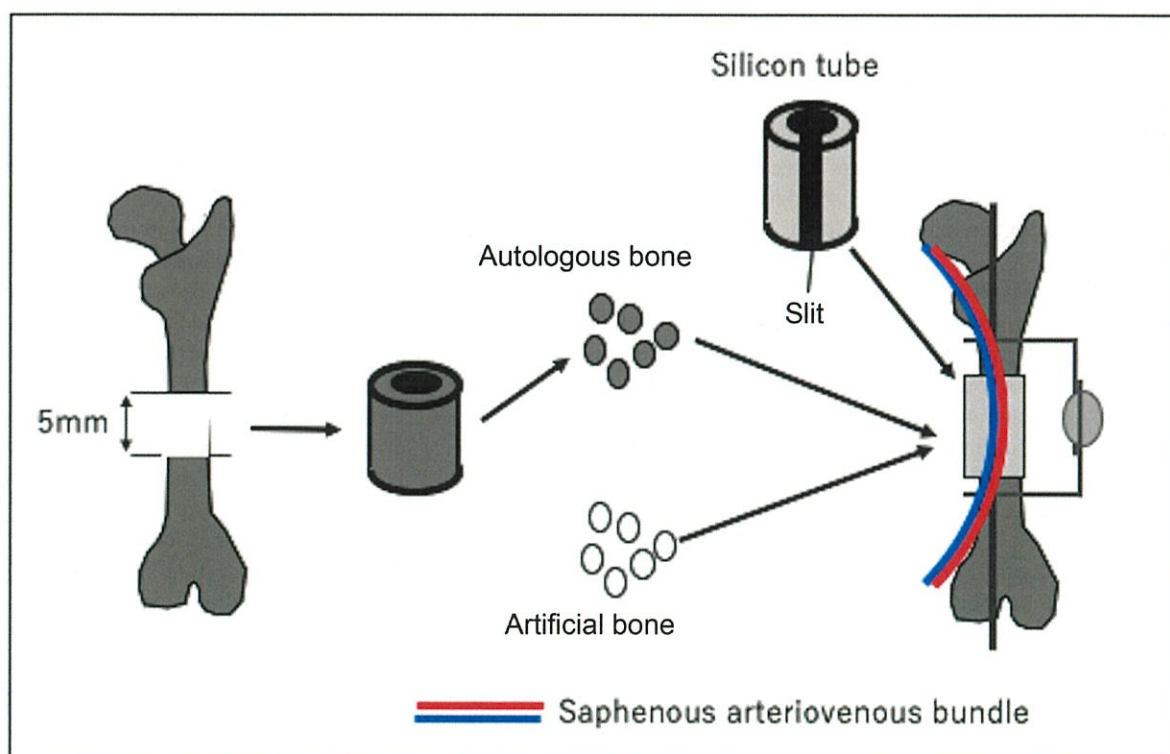 Silicon tube
Autologous bone
Slit
5mm
Artificial bone
Saphenous arteriovenous bundle